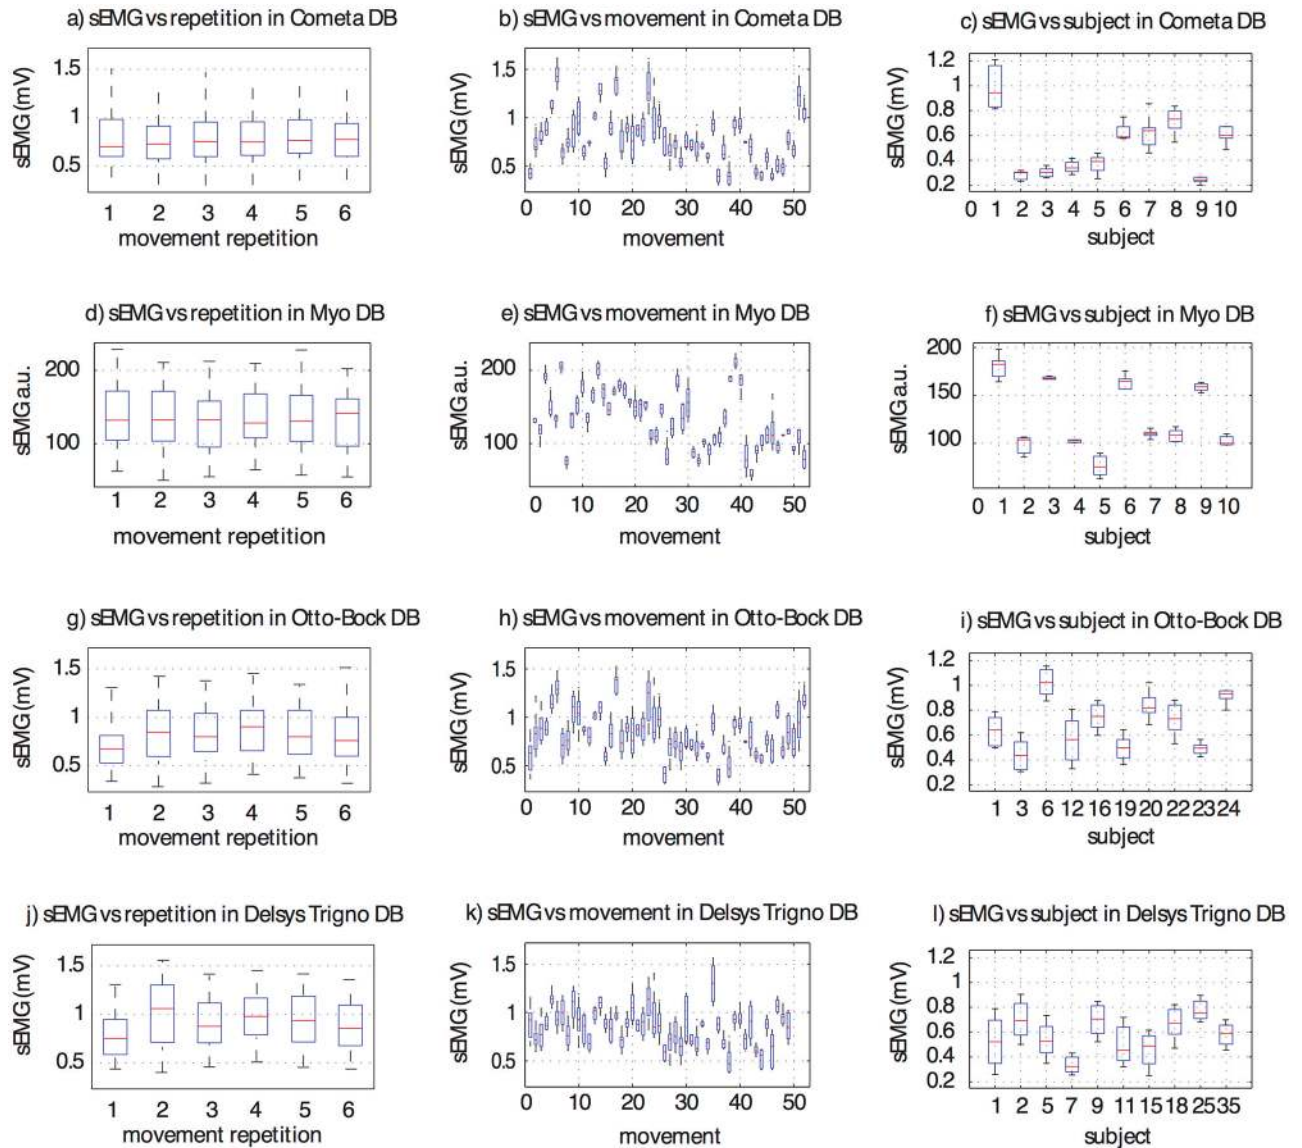 a) sEMG vs repetition in Cometa DB
sEMG (mV)
1.5
1
0.5
1 2 3 4 5 6
movement repetition
b) sEMG vs movement in Cometa DB
sEMG (mV)
1.5
1
0.5
0 10 20 30 40 50
movement
c) sEMG vs subject in Cometa DB
sEMG (mV)
1.2
1
0.8
0.6
0.4
0.2
0 1 2 3 4 5 6 7 8 9 10
subject
d) sEMG vs repetition in Myo DB
sEMG a.u.
200
100
1 2 3 4 5 6
movement repetition
e) sEMG vs movement in Myo DB
sEMG a.u.
200
100
0 10 20 30 40 50
movement
f) sEMG vs subject in Myo DB
sEMG a.u.
200
150
100
0 1 2 3 4 5 6 7 8 9 10
subject
g) sEMG vs repetition in Otto-Bock DB
sEMG (mV)
1.5
1
0.5
1 2 3 4 5 6
movement repetition
h) sEMG vs movement in Otto-Bock DB
sEMG (mV)
1.5
1
0.5
0 10 20 30 40 50
movement
i) sEMG vs subject in Otto-Bock DB
sEMG (mV)
1.2
1
0.8
0.6
0.4
0.2
1 3 6 12 16 19 20 22 23 24
subject
j) sEMG vs repetition in Delsys Trigno DB
sEMG (mV)
1.5
1
0.5
1 2 3 4 5 6
movement repetition
k) sEMG vs movement in Delsys Trigno DB
sEMG (mV)
1.5
1
0.5
0 10 20 30 40 50
movement
l) sEMG vs subject in Delsys Trigno DB
sEMG (mV)
1.2
1
0.8
0.6
0.4
0.2
1 2 5 7 9 11 15 18 25 35
subject